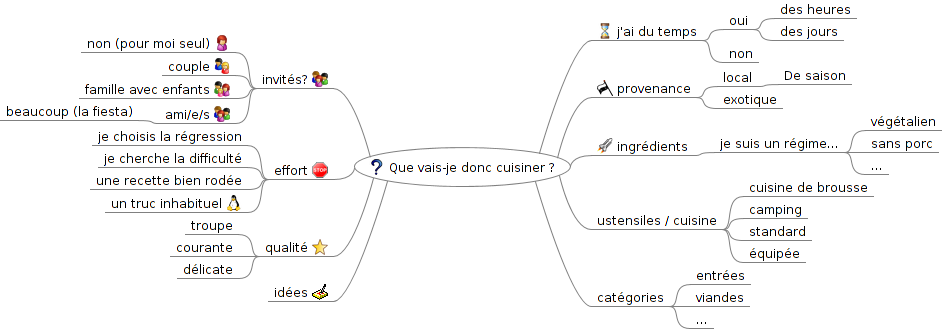 Que vais-je donc cuisiner ?
invités?
non (pour moi seul)
couple
famille avec enfants
ami/e/s
beaucoup (la fiesta)
effort
STOP
je choisis la régression
je cherche la difficulté
une recette bien rodée
un truc inhabituel
qualité
troupe
courante
délicate
idées
j'ai du temps
oui
des heures
des jours
non
provenance
local
De saison
exotique
ingrédients
je suis un régime...
végétalien
sans porc
...
ustensiles / cuisine
cuisine de brousse
camping
standard
équipée
catégories
entrées
viandes
...